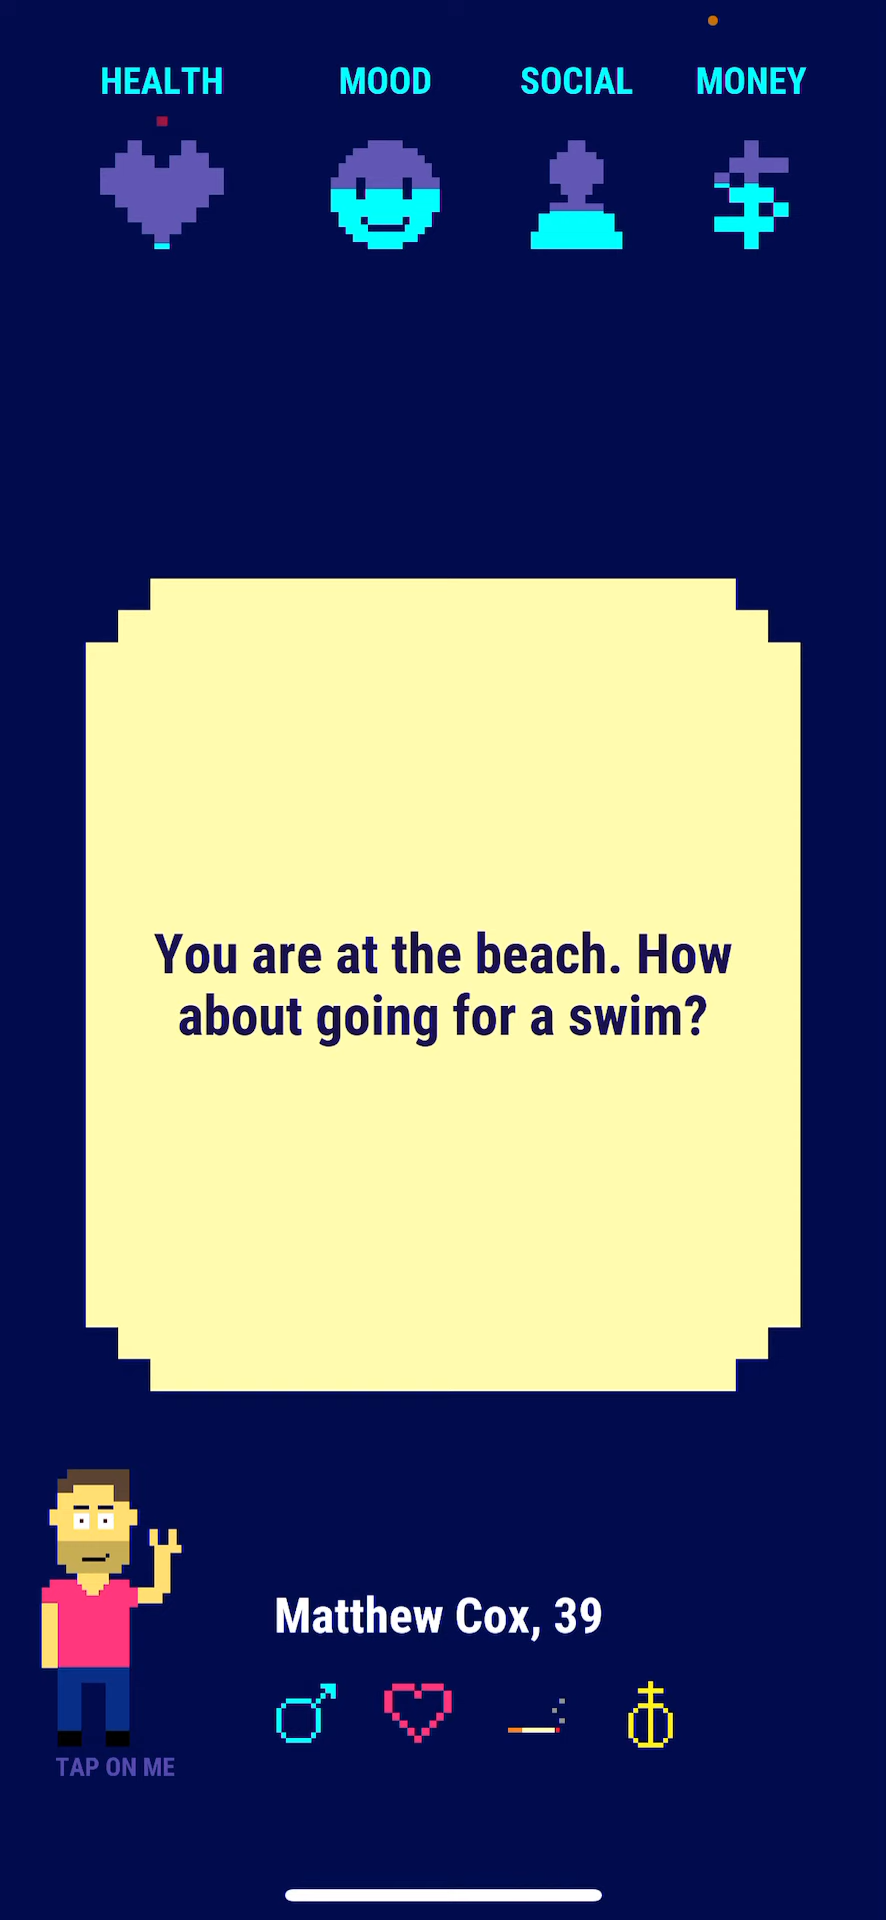 HEALTH MOOD SOCIAL MONEY
You are at the beach. How
about going for a swim?
Matthew Cox, 39
TAP ON ME